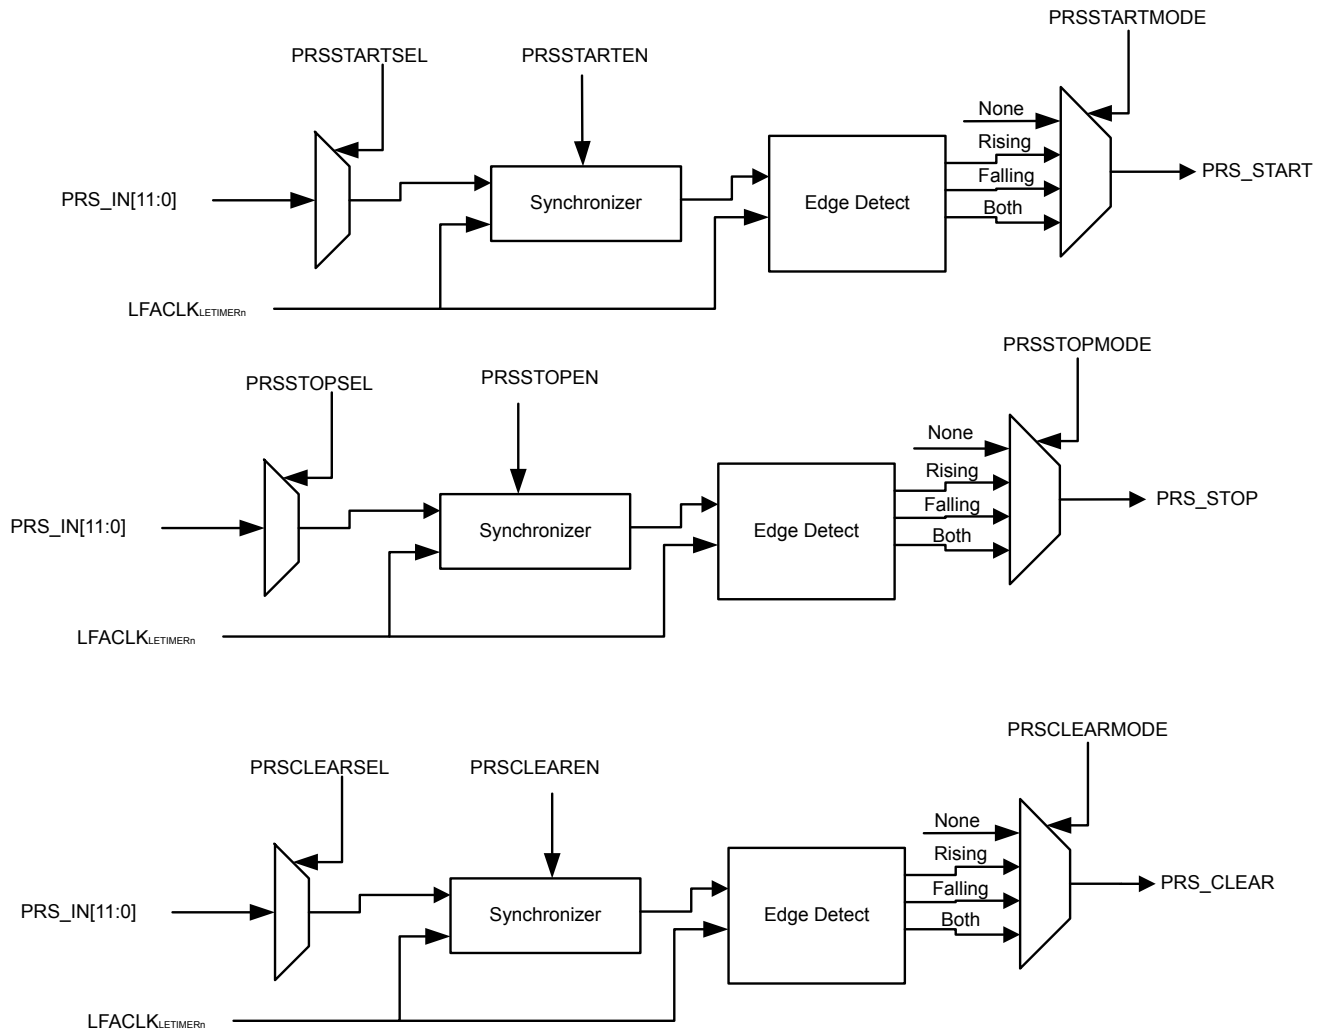 PRSSTARTMODE
PRSSTARTSEL
PRSSTARTEN
None
Rising
Falling
Both
PRS_IN[11:0]
Synchronizer
Edge Detect
PRS_START
LFACLKLETIMERn
PRSSTOPMODE
PRSSTOPSEL
PRSSTOPEN
None
Rising
Falling
Both
PRS_IN[11:0]
Synchronizer
Edge Detect
PRS_STOP
LFACLKLETIMERn
PRSCLEARMODE
PRSCLEARSEL
PRSCLEAREN
None
Rising
Falling
Both
PRS_IN[11:0]
Synchronizer
Edge Detect
PRS_CLEAR
LFACLKLETIMERn